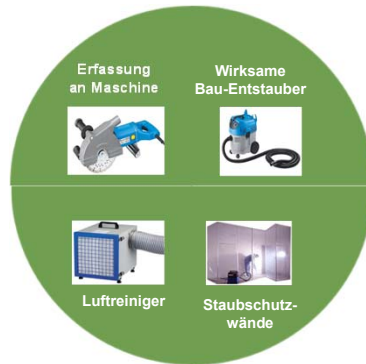 Erfassung
an Maschine
Wirksame
Bau-Entstauber
Luftreiniger
Staubschutz-
wände